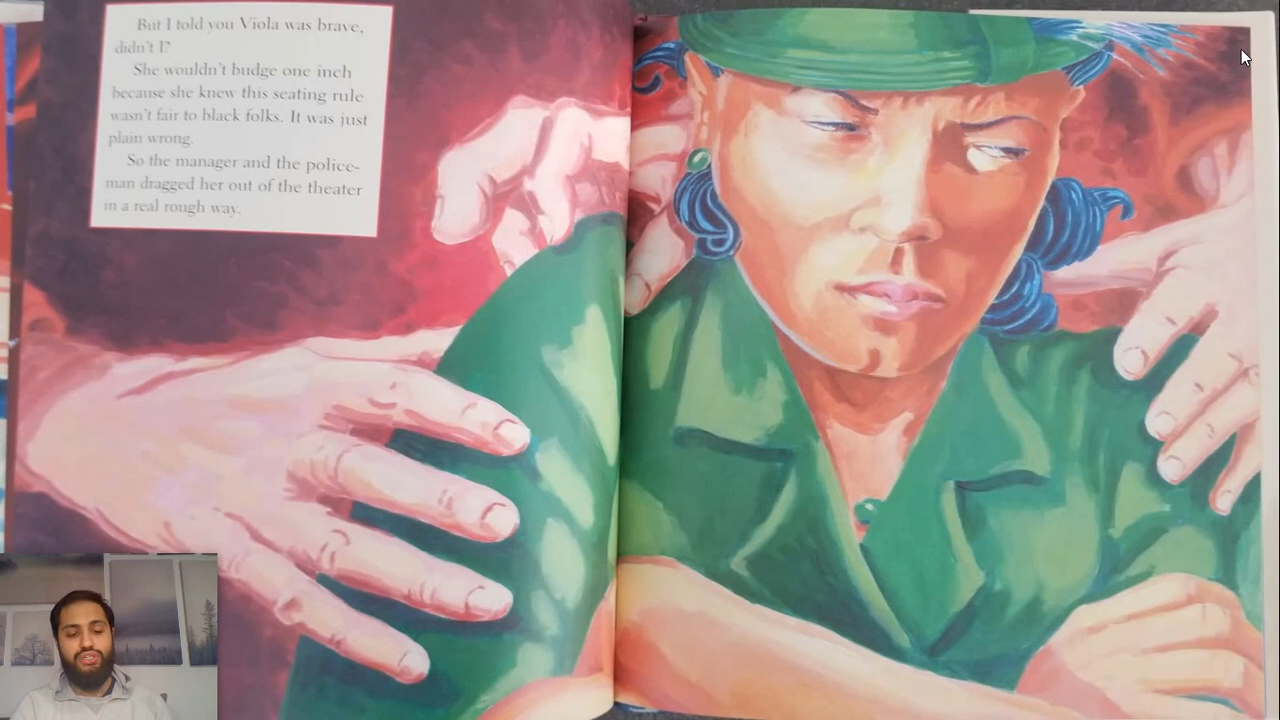 But I told you Viola was brave,
didn't I?
She wouldn't budge one inch
because she knew this seating rule
wasn't fair to black folks. It was just
plain wrong.
So the manager and the police-
man dragged her out of the theater
in a real rough way.